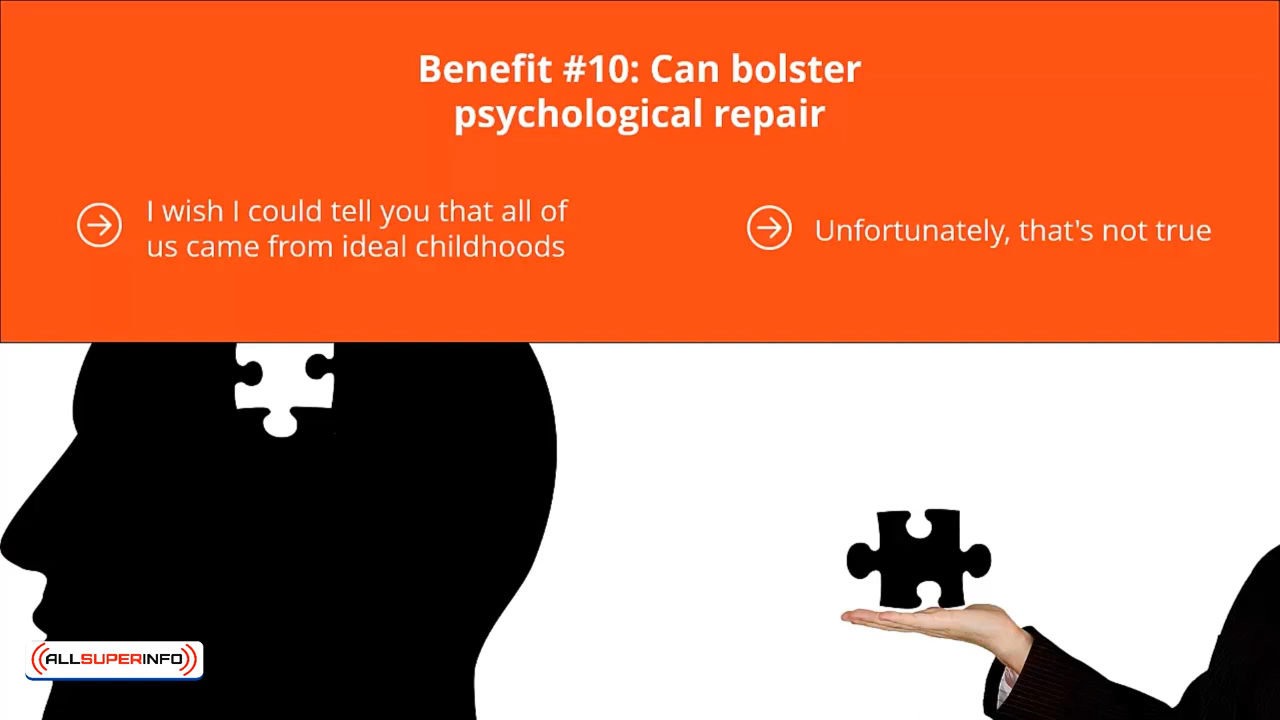 Benefit #10: Can bolster
psychological repair
I wish I could tell you that all of
us came from ideal childhoods
Unfortunately, that's not true
ALLSUPERINFO